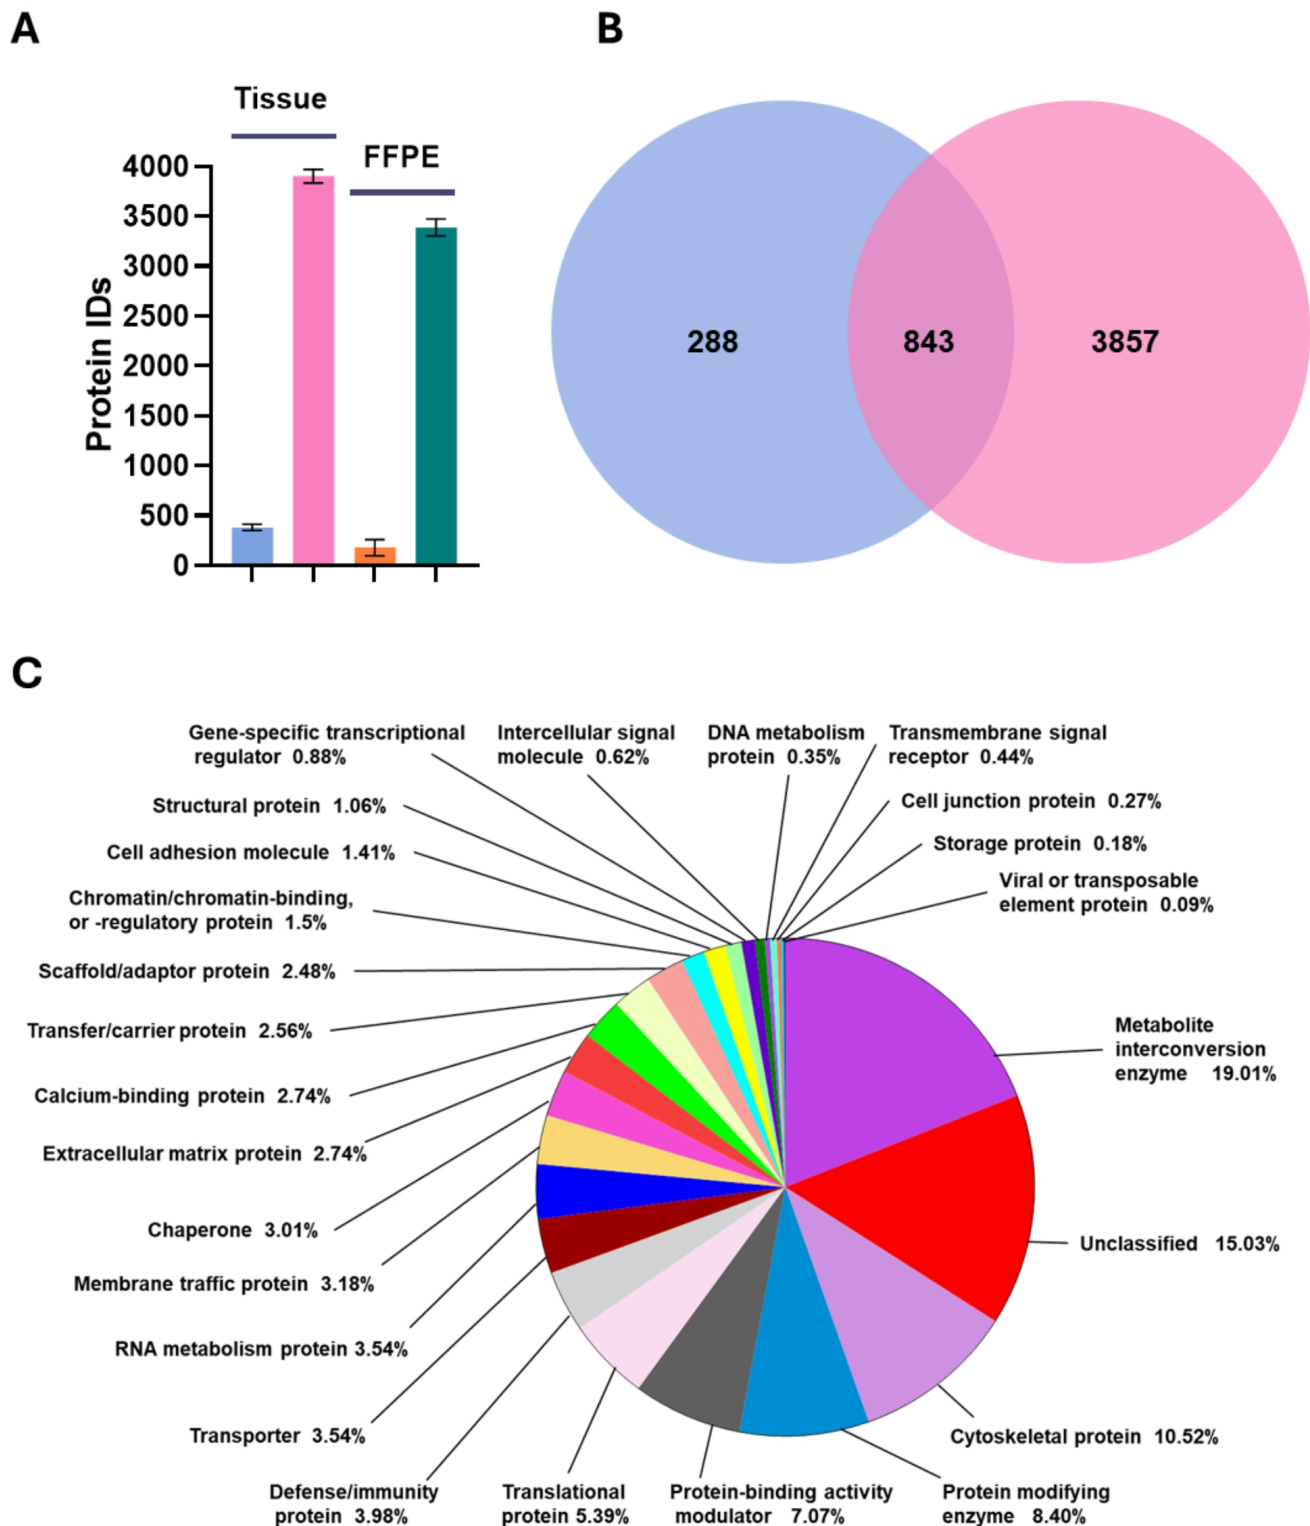 A
B
Tissue
FFPE
4000
3500
3000
2500
2000
1500
1000
500
0
Protein IDs
288
843
3857
C
Gene-specific transcriptional
regulator 0.88%
Intercellular signal
molecule 0.62%
DNA metabolism
protein 0.35%
Transmembrane signal
receptor 0.44%
Structural protein 1.06%
Cell junction protein 0.27%
Cell adhesion molecule 1.41%
Storage protein 0.18%
Chromatin/chromatin-binding,
or -regulatory protein 1.5%
Viral or transposable
element protein 0.09%
Scaffold/adaptor protein 2.48%
Transfer/carrier protein 2.56%
Metabolite
interconversion
enzyme 19.01%
Calcium-binding protein 2.74%
Extracellular matrix protein 2.74%
Chaperone 3.01%
Unclassified 15.03%
Membrane traffic protein 3.18%
RNA metabolism protein 3.54%
Transporter 3.54%
Cytoskeletal protein 10.52%
Defense/immunity
protein 3.98%
Translational
protein 5.39%
Protein-binding activity
modulator 7.07%
Protein modifying
enzyme 8.40%